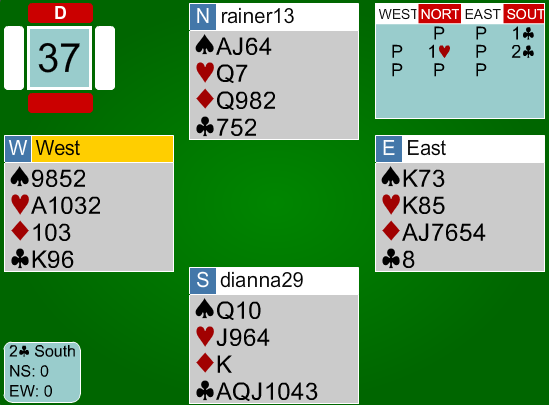 D
37
N rainer13
♠AJ64
♥Q7
♦Q982
♣752
WEST NORT EAST SOUT
P P 1♣
P 1♥ P 2♣
P P P
W West
♠9852
♥A1032
♦103
♣K96
E East
♠K73
♥K85
♦AJ7654
♣8
S dianna29
♠Q10
♥J964
♦K
♣AQJ1043
2♣ South
NS: 0
EW: 0